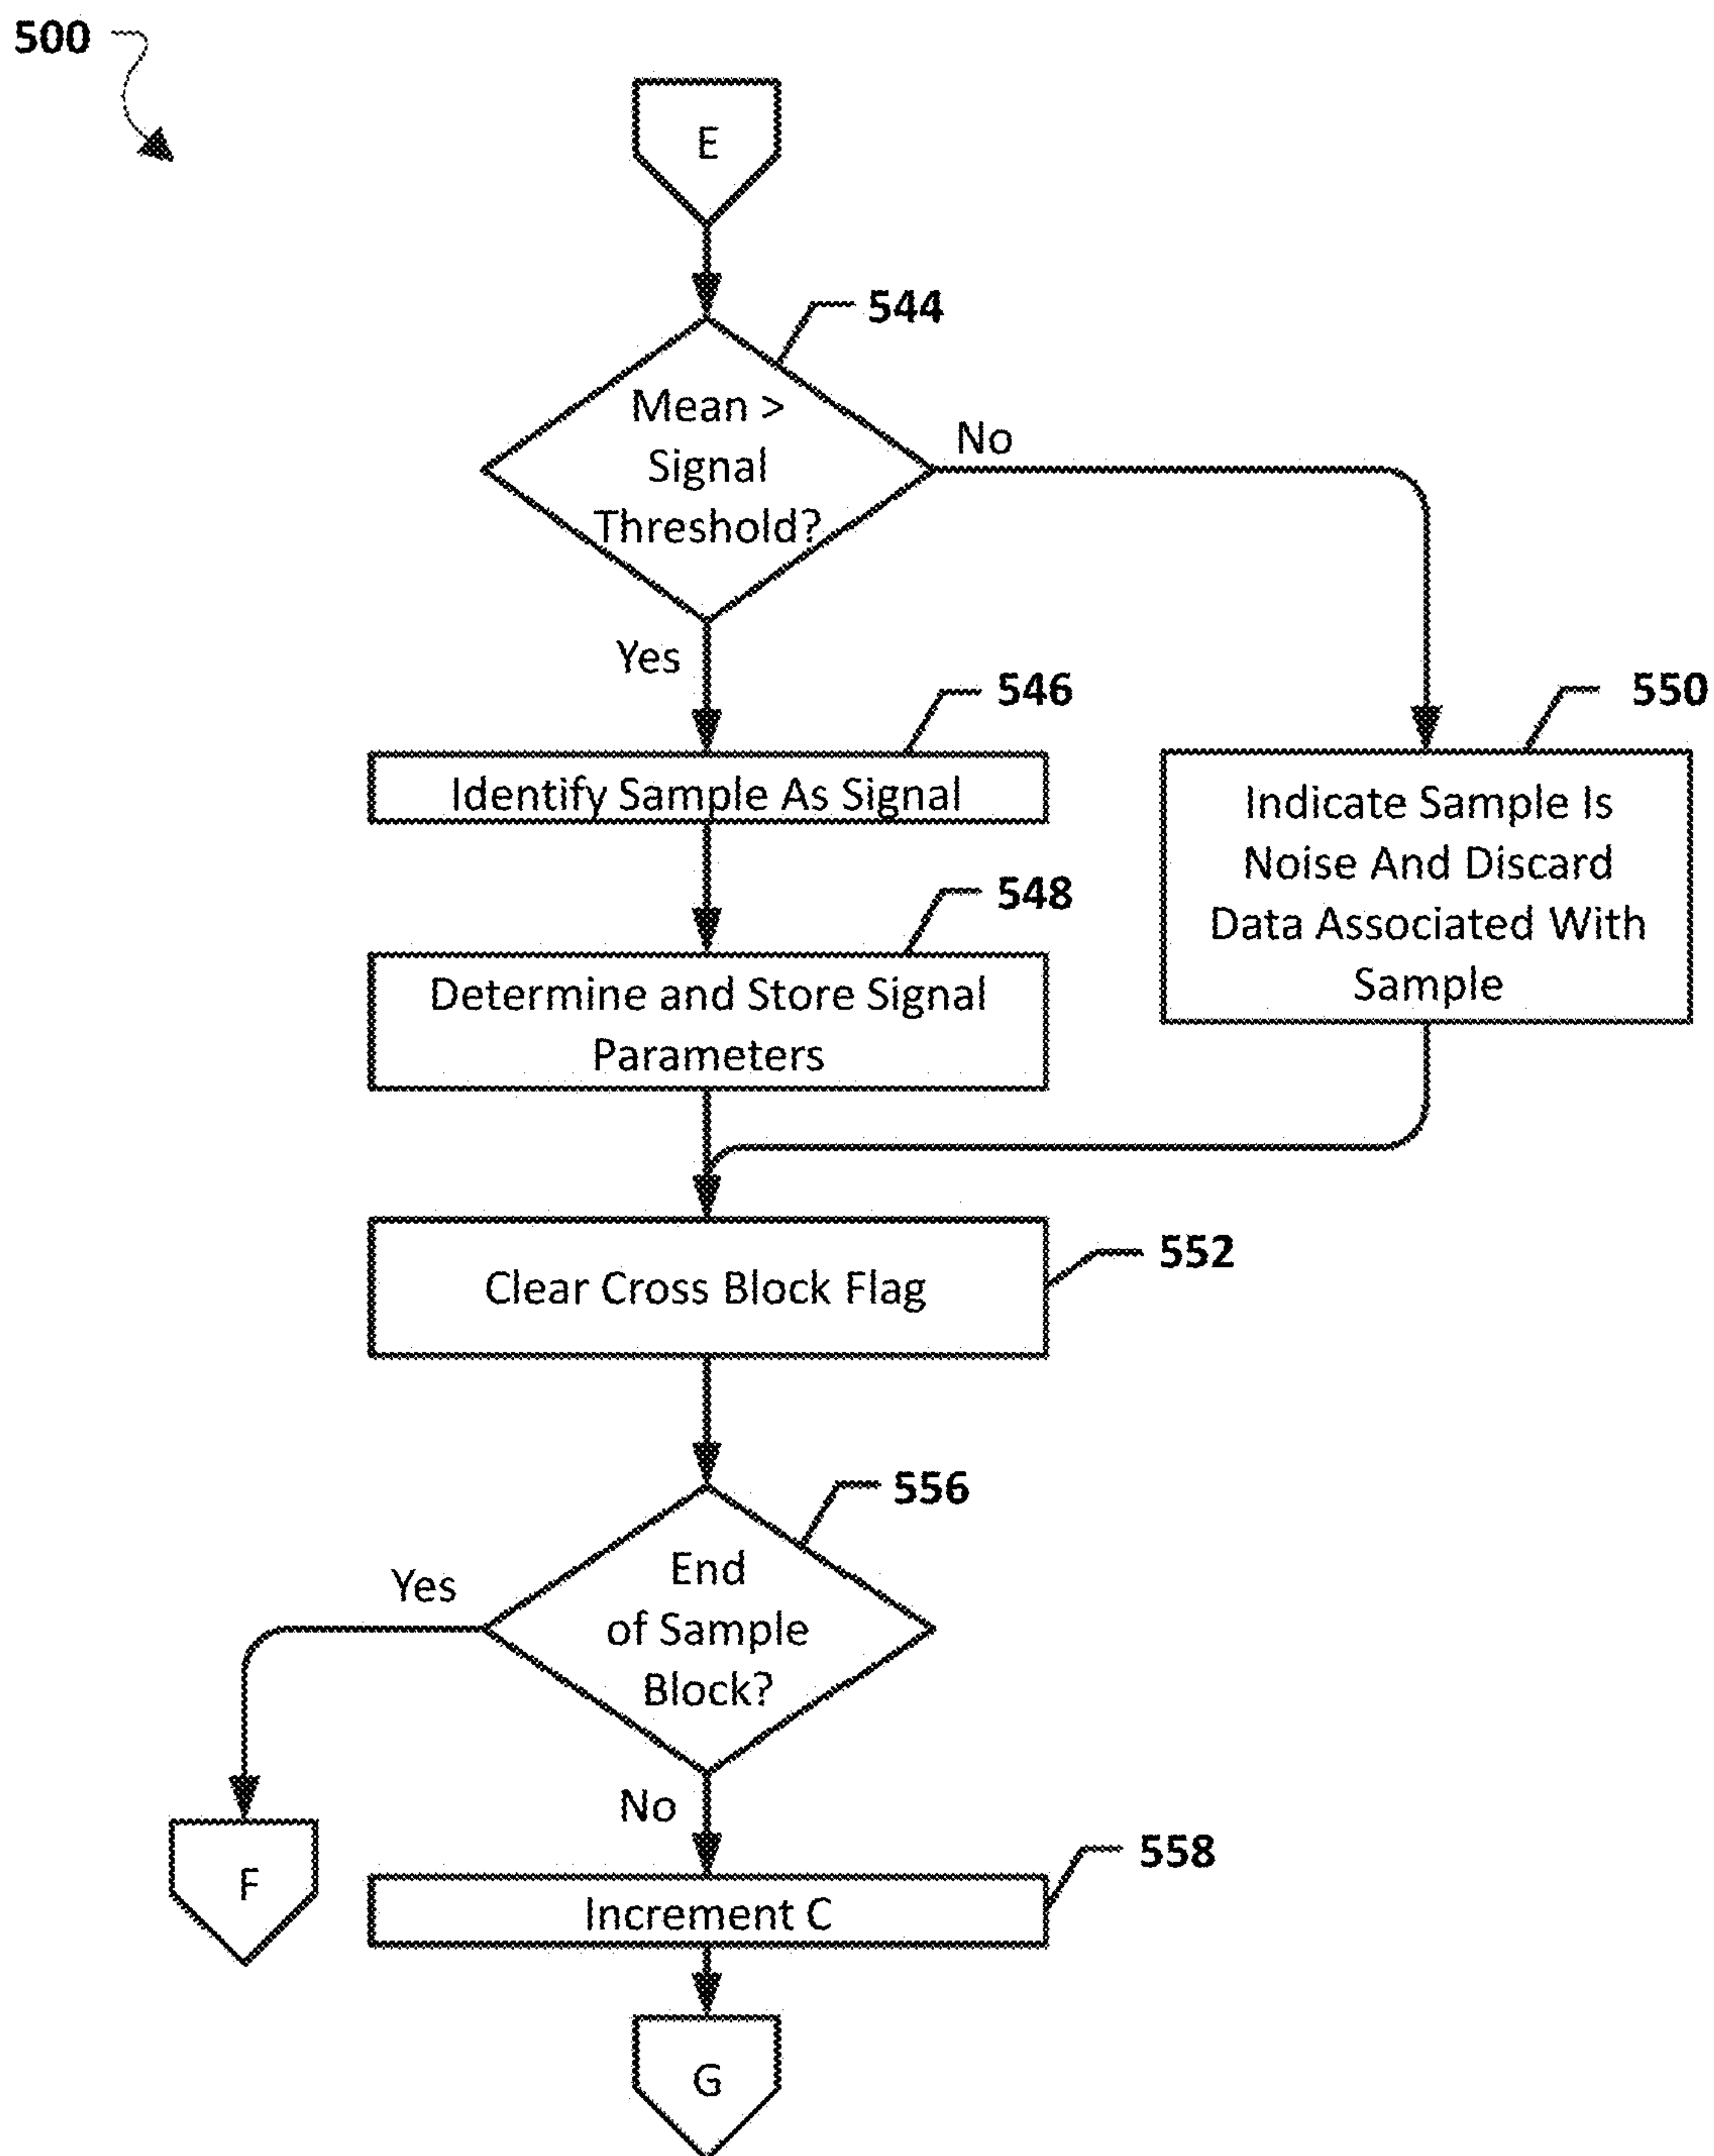 500
E
544
Mean >
Signal
Threshold?
No
Yes
546
550
Identify Sample As Signal
Indicate Sample Is
Noise And Discard
Data Associated With
Sample
548
Determine and Store Signal
Parameters
552
Clear Cross Block Flag
556
End
of Sample
Block?
Yes
No
F
558
Increment C
G